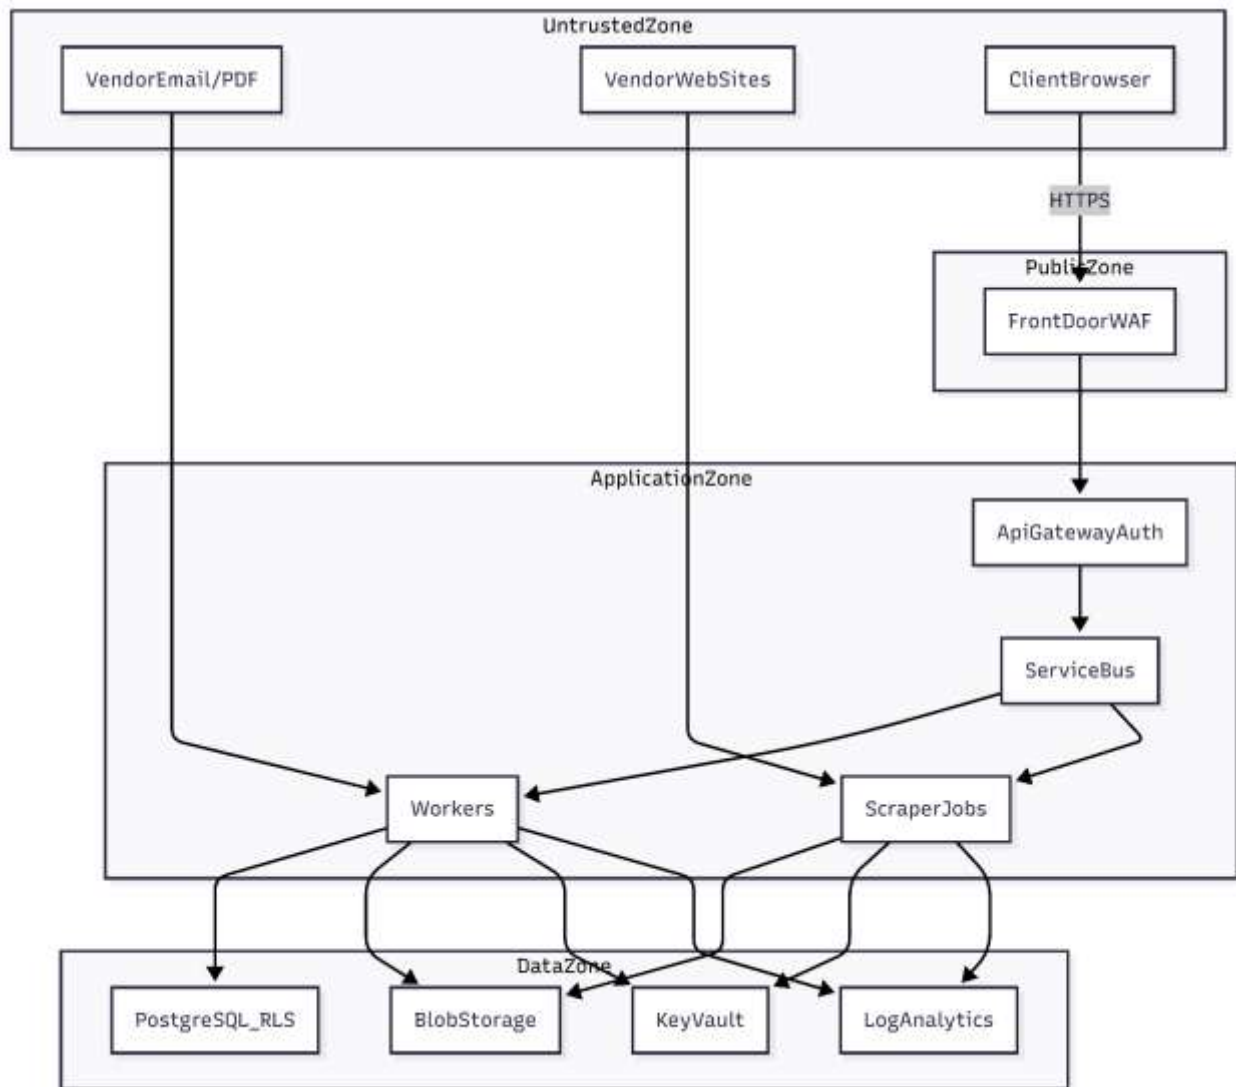 UntrustedZone
VendorEmail/PDF
VendorWebSites
ClientBrowser
HTTPS
PublicZone
FrontDoorWAF
ApplicationZone
ApiGatewayAuth
ServiceBus
Workers
ScraperJobs
DataZone
PostgreSQL_RLS
BlobStorage
KeyVault
LogAnalytics